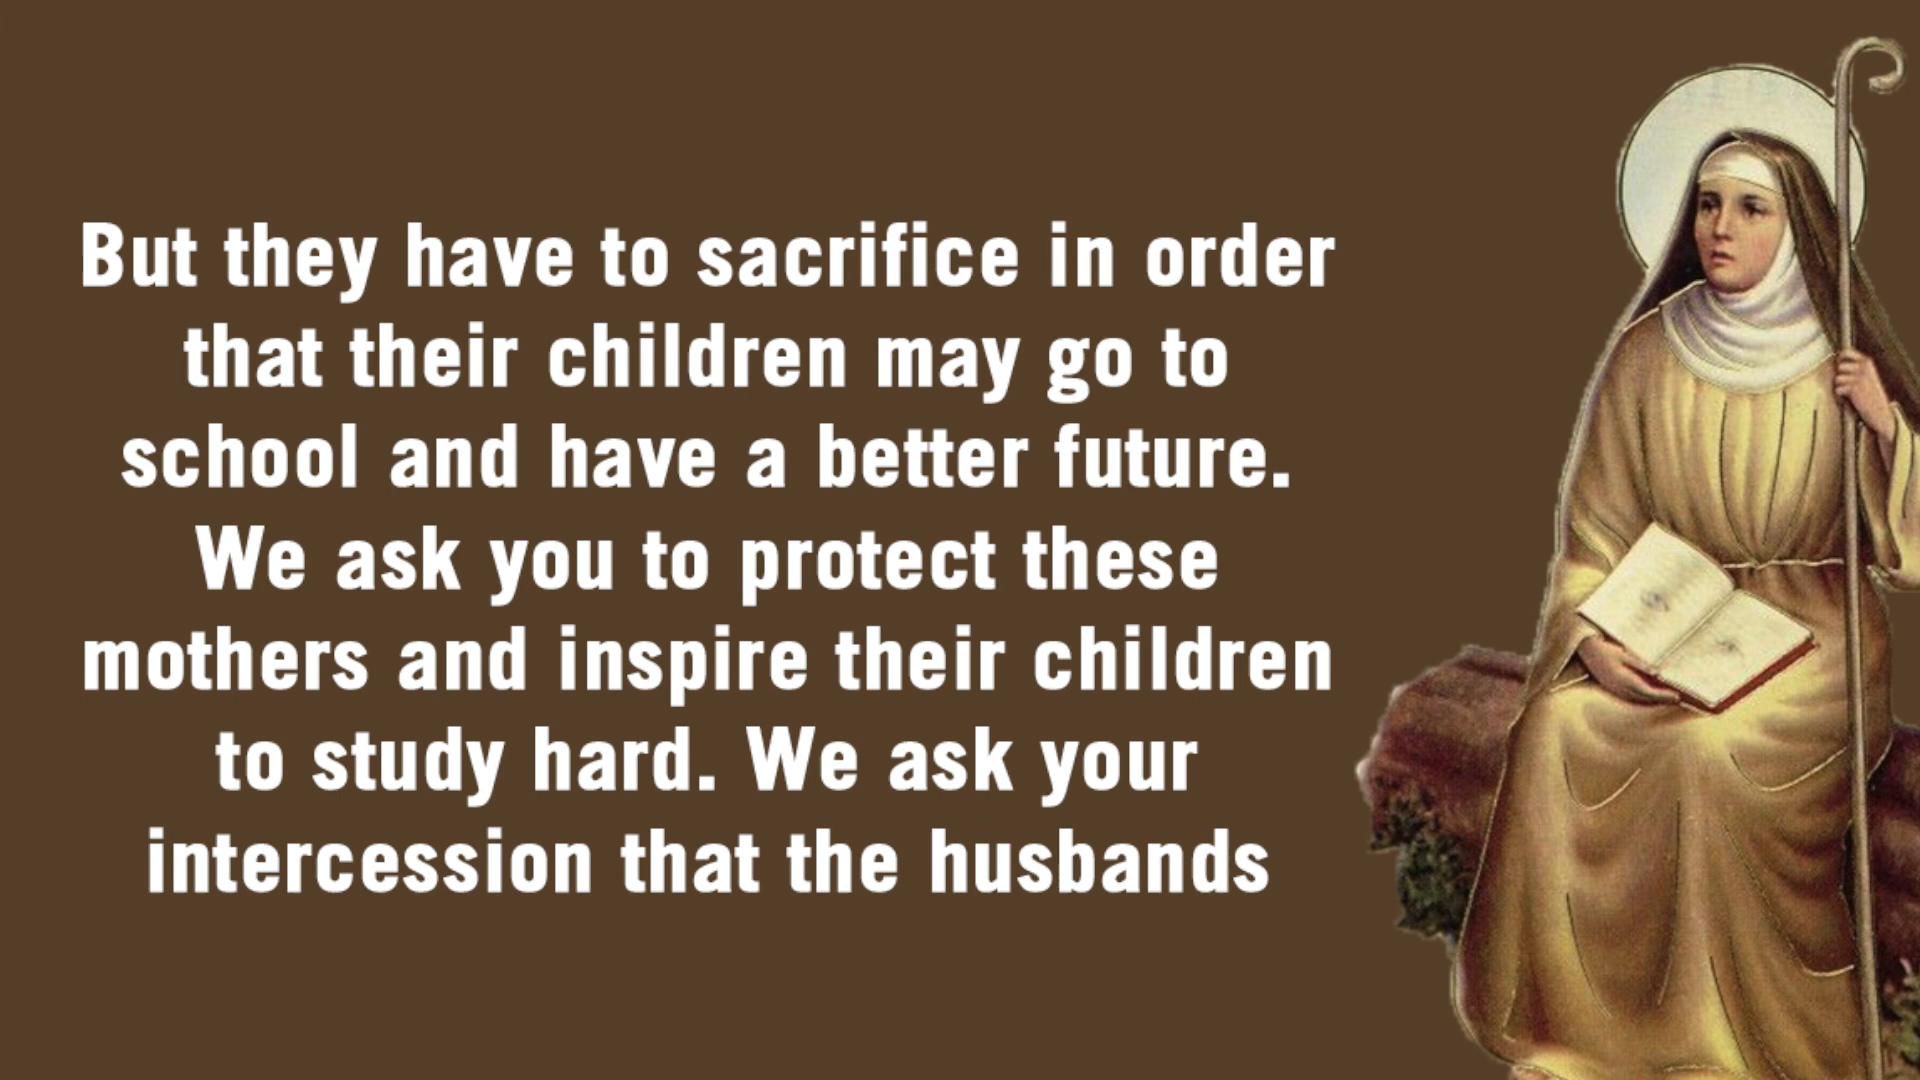 But they have to sacrifice in order
that their children may go to
school and have a better future.
We ask you to protect these
mothers and inspire their children
to study hard. We ask your
intercession that the husbands